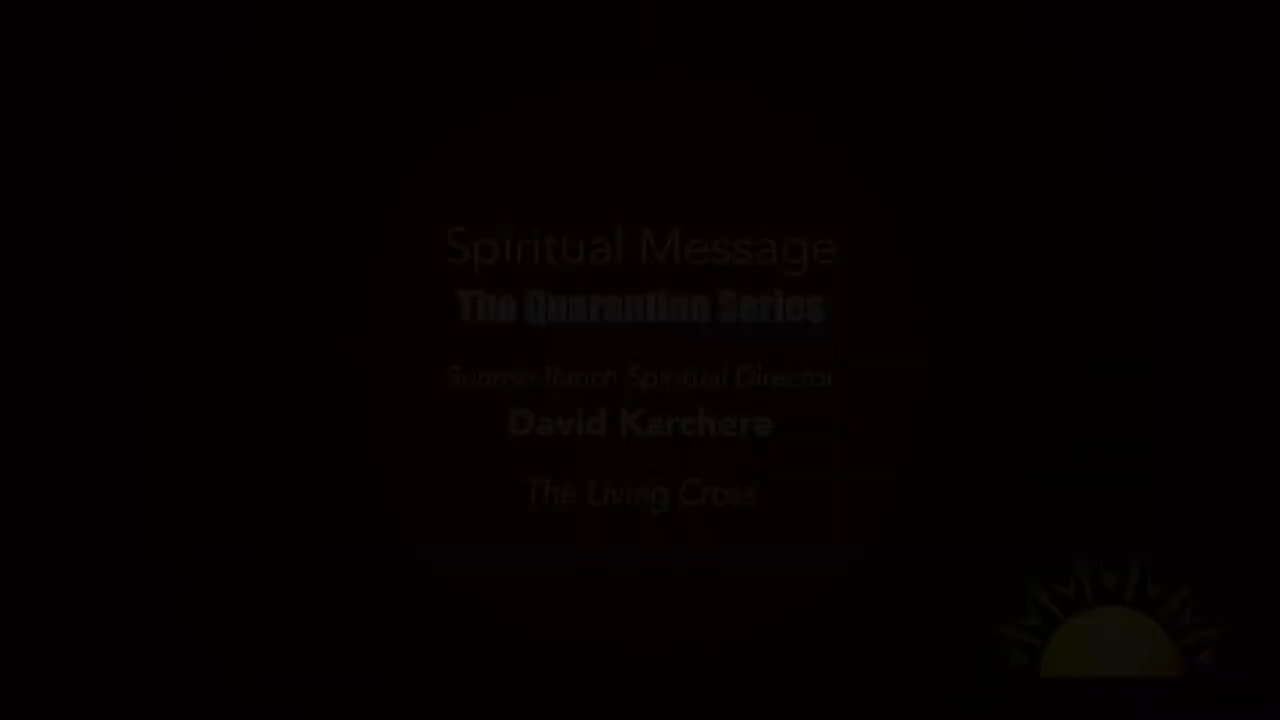 Spiritual Message
The Quarantine Series
Sunrise Ranch Spiritual Director
David Karchere
The Living Cross